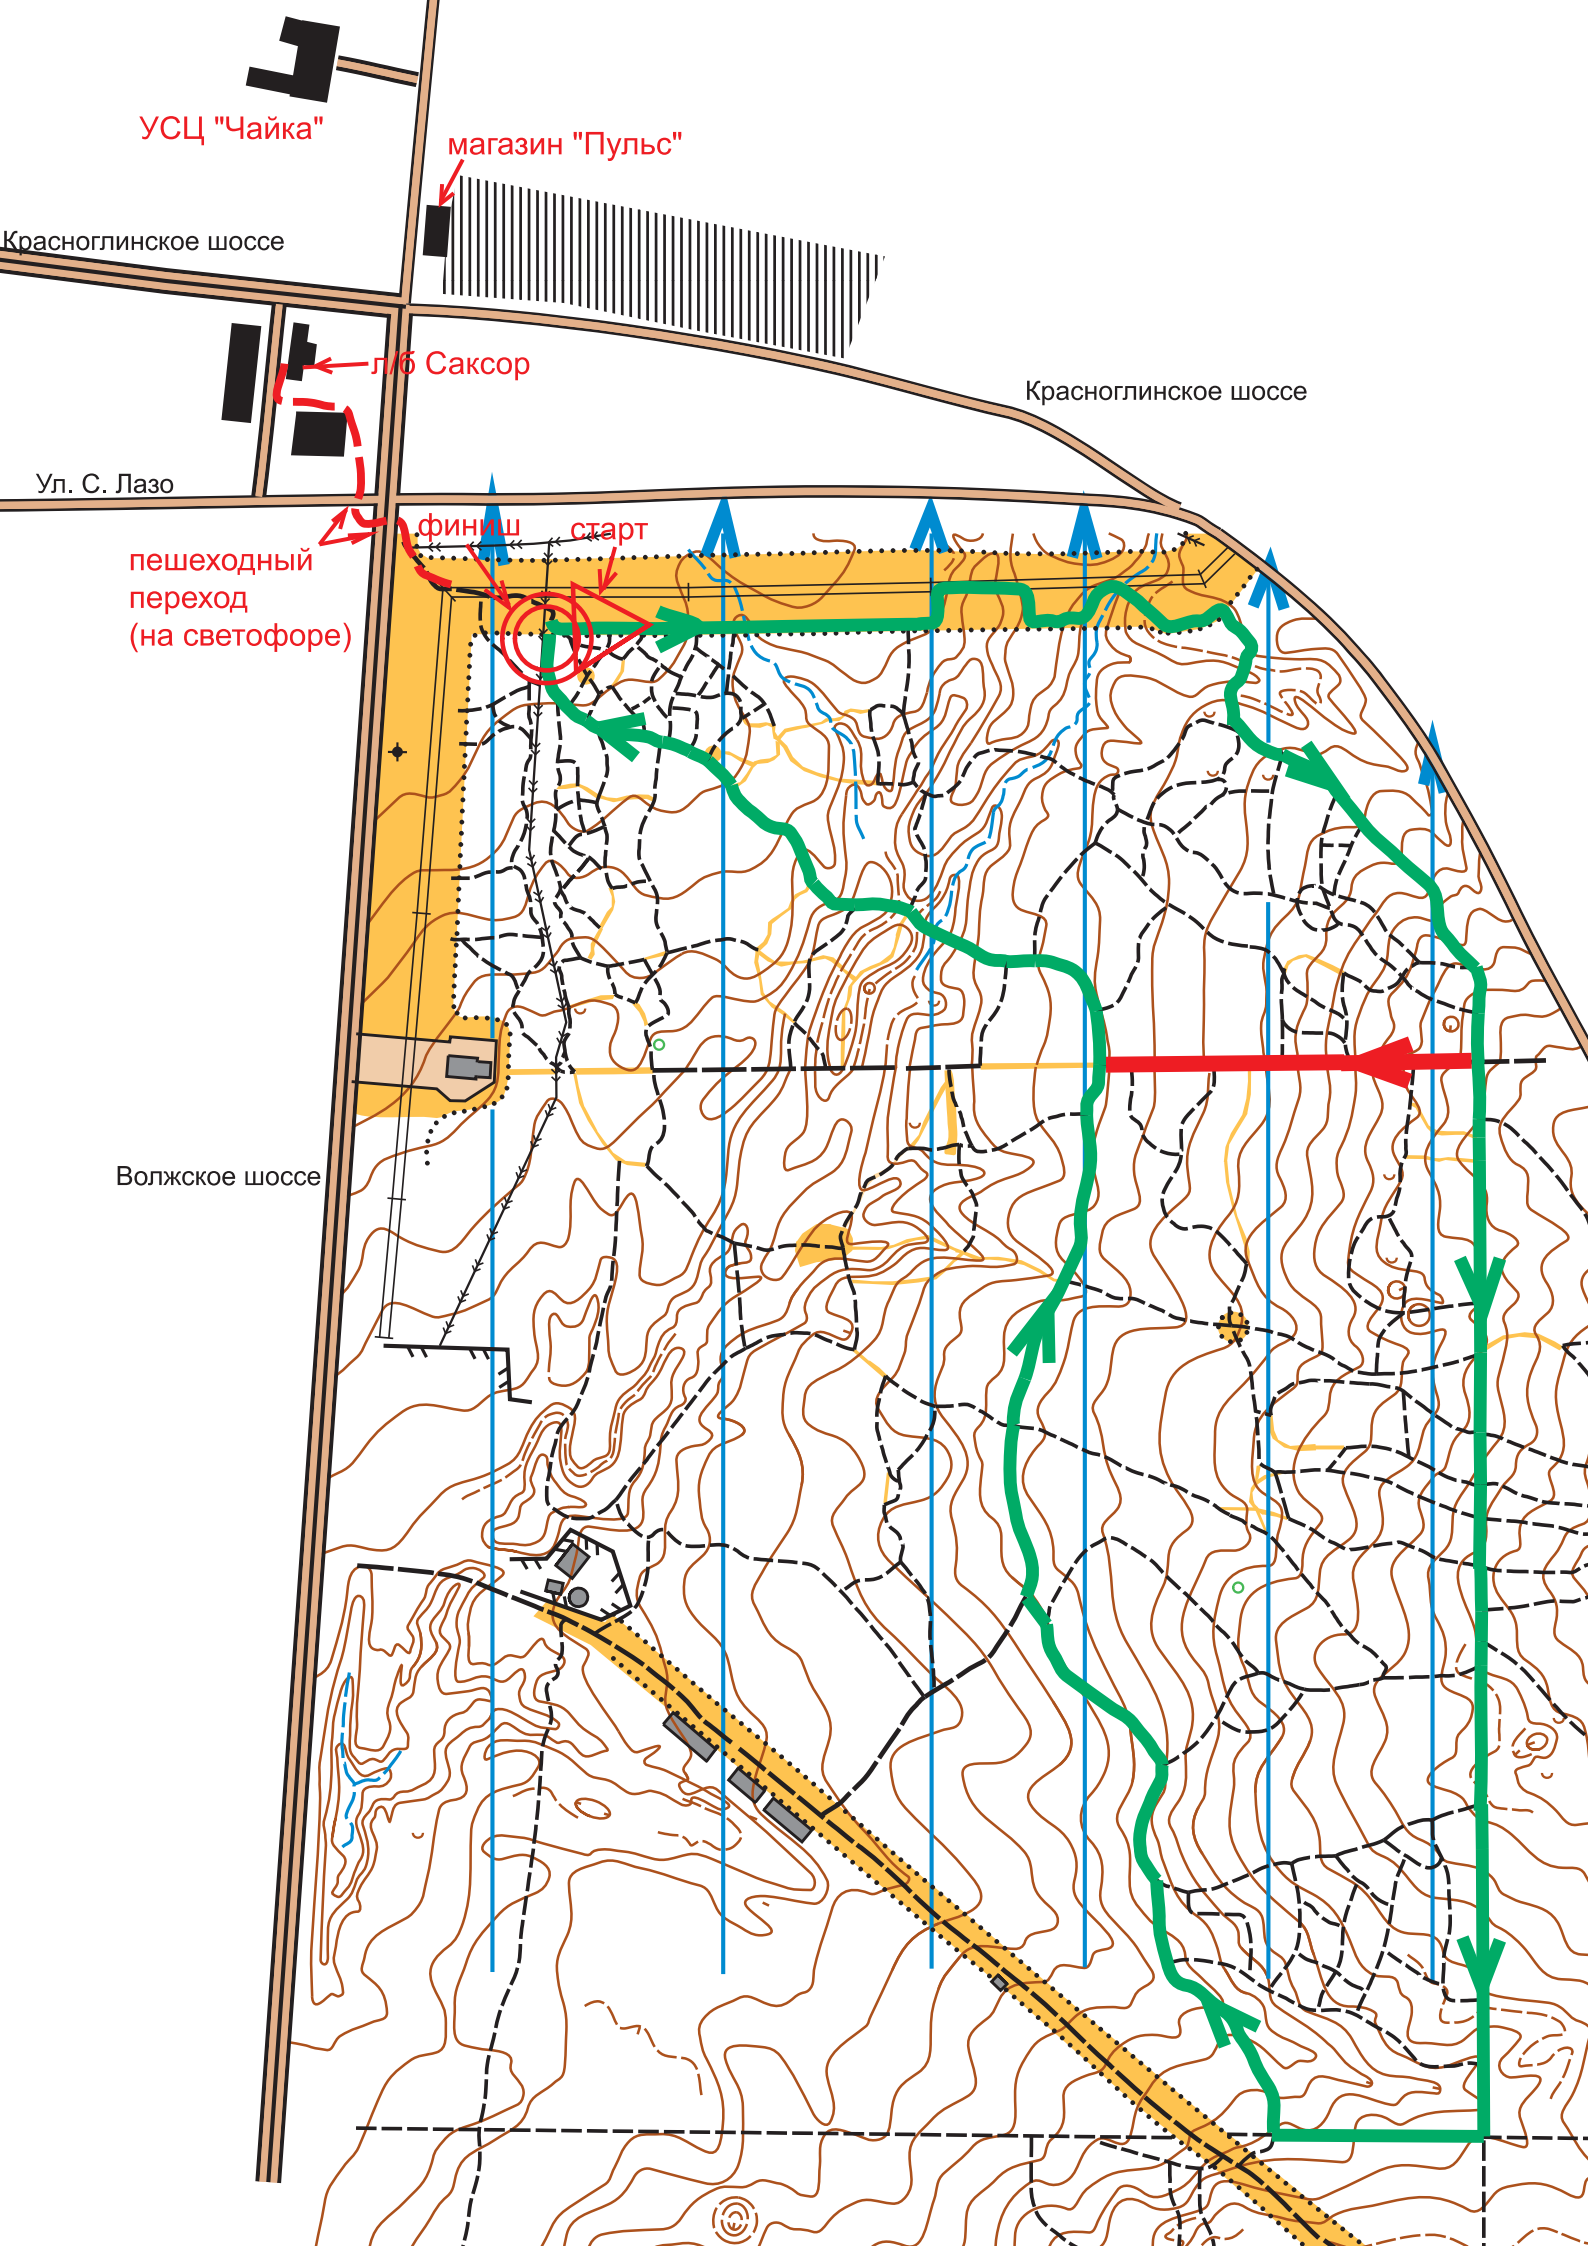 УСЦ "Чайка"
магазин "Пульс"
Красноглинское шоссе
л/б Саксор
Красноглинское шоссе
Ул. С. Лазо
финиш
старт
пешеходный
переход
(на светофоре)
Волжское шоссе